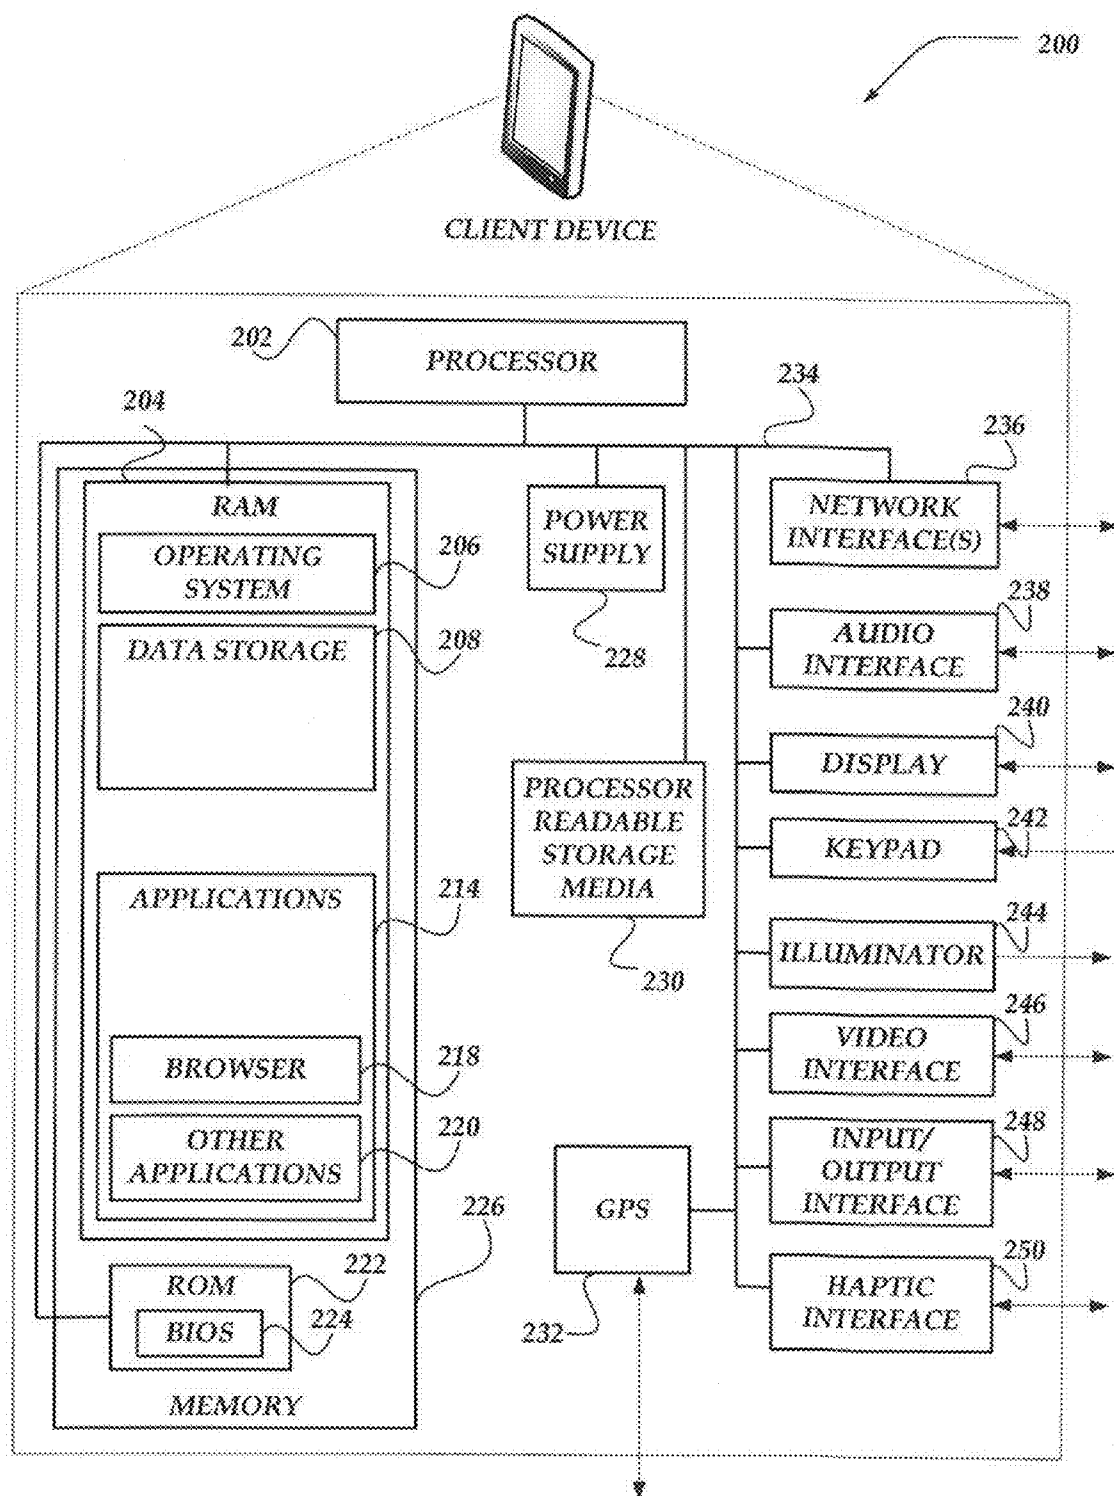 200
CLIENT DEVICE
202
PROCESSOR
234
204
236
RAM
OPERATING
SYSTEM
206
DATA STORAGE
208
APPLICATIONS
214
BROWSER
218
OTHER
APPLICATIONS
220
226
ROM
222
BIOS
224
MEMORY
POWER
SUPPLY
228
PROCESSOR
READABLE
STORAGE
MEDIA
230
GPS
232
NETWORK
INTERFACE(S)
238
AUDIO
INTERFACE
240
DISPLAY
242
KEYPAD
244
ILLUMINATOR
246
VIDEO
INTERFACE
248
INPUT/
OUTPUT
INTERFACE
250
HAPTIC
INTERFACE